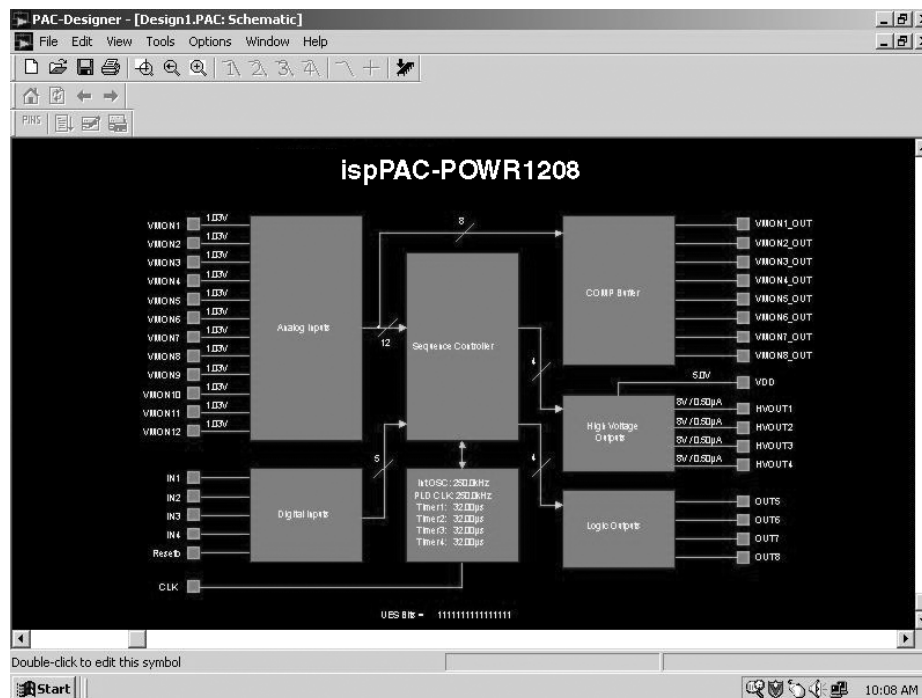 PAC-Designer - [Design1.PAC: Schematic]
File Edit View Tools Options Window Help
PINS
ispPAC-POWR1208
VMON1 1.03V
VMON2 1.03V
VMON3 1.03V
VMON4 1.03V
VMON5 1.03V
VMON6 1.03V
VMON7 1.03V
VMON8 1.03V
VMON9 1.03V
VMON10 1.03V
VMON11 1.03V
VMON12 1.03V
Analog Inputs
12
8
Sequence Controller
COMP Buffer
VMON1_OUT
VMON2_OUT
VMON3_OUT
VMON4_OUT
VMON5_OUT
VMON6_OUT
VMON7_OUT
VMON8_OUT
5.0V VDD
4
High Voltage Outputs
8V/0.50µA HVOUT1
8V/0.50µA HVOUT2
8V/0.50µA HVOUT3
8V/0.50µA HVOUT4
IN1
IN2
IN3
IN4
Resetb
Digital Inputs
5
IntOSC: 250.0kHz
PLD CLK: 250.0kHz
Timer1: 32.00µs
Timer2: 32.00µs
Timer3: 32.00µs
Timer4: 32.00µs
4
Logic Outputs
OUT5
OUT6
OUT7
OUT8
CLK
UES Bits = 1111111111111111
Double-click to edit this symbol
Start
10:08 AM